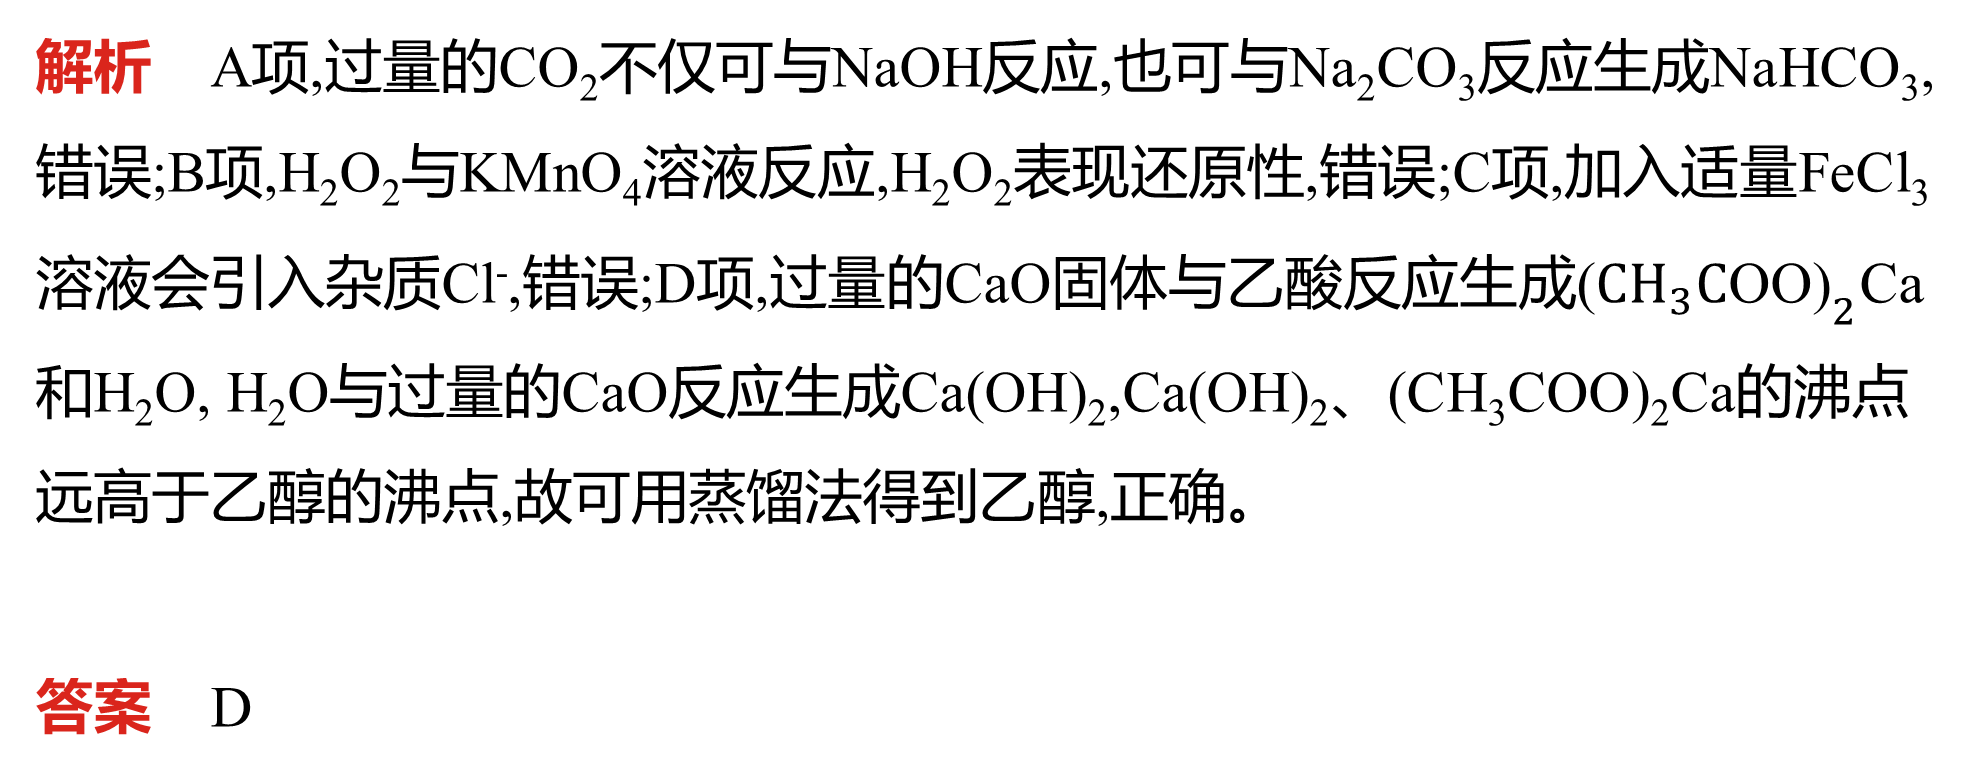 解析 A项,过量的CO₂不仅可与NaOH反应,也可与Na₂CO₃反应生成NaHCO₃,
错误;B项,H₂O₂与KMnO₄溶液反应,H₂O₂表现还原性,错误;C项,加入适量FeCl₃
溶液会引入杂质Cl⁻,错误;D项,过量的CaO固体与乙酸反应生成(CH₃COO)₂Ca
和H₂O, H₂O与过量的CaO反应生成Ca(OH)₂,Ca(OH)₂、(CH₃COO)₂Ca的沸点
远高于乙醇的沸点,故可用蒸馏法得到乙醇,正确。
答案 D